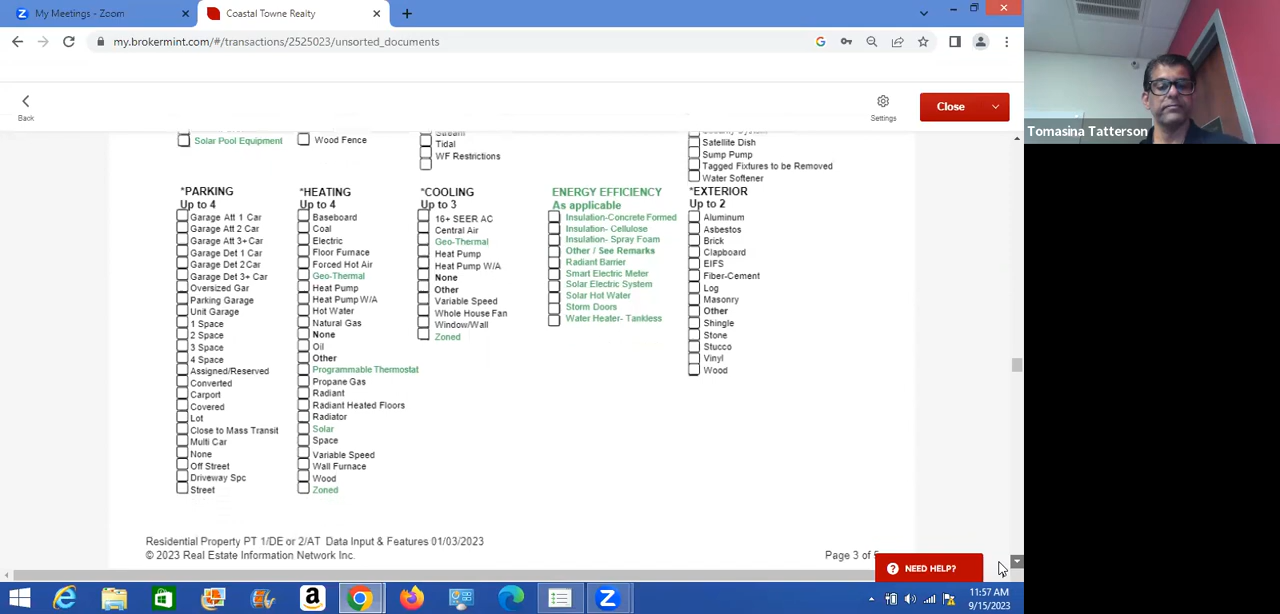 My Meetings - Zoom
Coastal Towne Realty
my.brokermint.com/#/transactions/2525023/unsorted_documents
Back
Settings
Close
Tomasina Tatterson
Solar Pool Equipment
Wood Fence
Stream
Tidal
WF Restrictions
Security System
Satellite Dish
Sump Pump
Tagged Fixtures to be Removed
Water Softener
*PARKING
Up to 4
Garage Att 1 Car
Garage Att 2 Car
Garage Att 3+ Car
Garage Det 1 Car
Garage Det 2 Car
Garage Det 3+ Car
Oversized Gar
Parking Garage
Unit Garage
1 Space
2 Space
3 Space
4 Space
Assigned/Reserved
Converted
Carport
Covered
Lot
Close to Mass Transit
Multi Car
None
Off Street
Driveway Spc
Street
*HEATING
Up to 4
Baseboard
Coal
Electric
Floor Furnace
Forced Hot Air
Geo-Thermal
Heat Pump
Heat Pump W/A
Hot Water
Natural Gas
None
Oil
Other
Programmable Thermostat
Propane Gas
Radiant
Radiant Heated Floors
Radiator
Solar
Space
Variable Speed
Wall Furnace
Wood
Zoned
*COOLING
Up to 3
16+ SEER AC
Central Air
Geo-Thermal
Heat Pump
Heat Pump W/A
None
Other
Variable Speed
Whole House Fan
Window/Wall
Zoned
ENERGY EFFICIENCY
As applicable
Insulation-Concrete Formed
Insulation- Cellulose
Insulation- Spray Foam
Other / See Remarks
Radiant Barrier
Smart Electric Meter
Solar Electric System
Solar Hot Water
Storm Doors
Water Heater- Tankless
*EXTERIOR
Up to 2
Aluminum
Asbestos
Brick
Clapboard
EIFS
Fiber-Cement
Log
Masonry
Other
Shingle
Stone
Stucco
Vinyl
Wood
Residential Property PT 1/DE or 2/AT Data Input & Features 01/03/2023
© 2023 Real Estate Information Network Inc.
Page 3 of 5
NEED HELP?
11:57 AM
9/15/2023